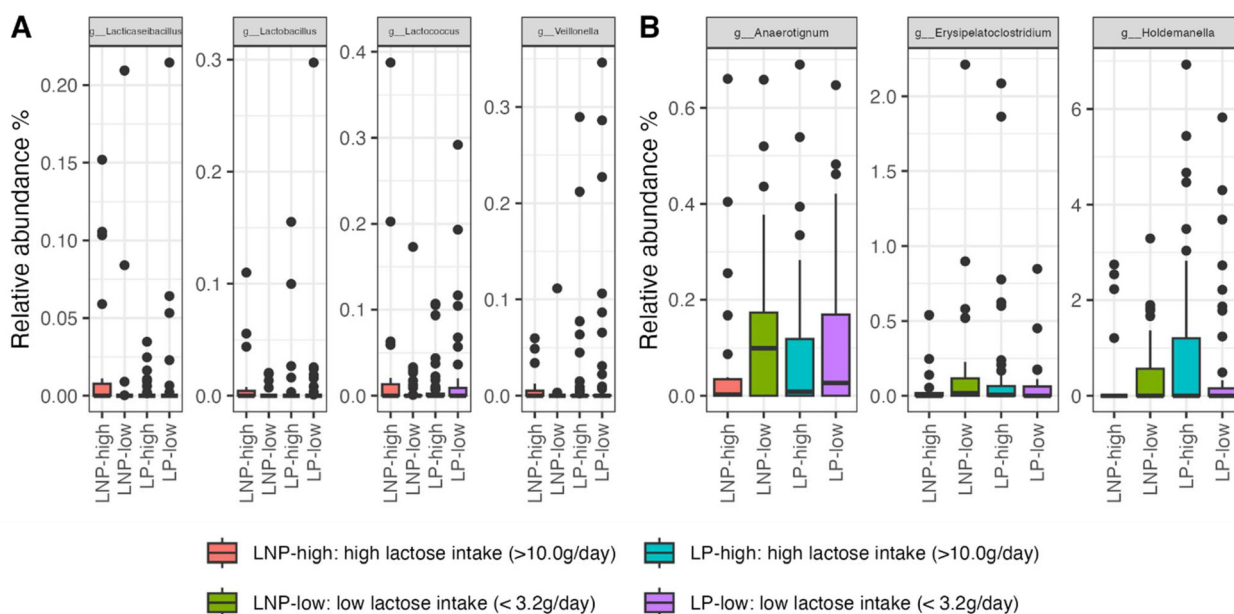 A
B
g__Lacticaseibacillus
g__Lactobacillus
g__Lactococcus
g__Veillonella
g__Anaerotignum
g__Erysipelatoclostridium
g__Holdemanella
Relative abundance %
0.20
0.15
0.10
0.05
0.00
LNP-high
LNP-low
LP-high
LP-low
0.3
0.2
0.1
0.0
LNP-high
LNP-low
LP-high
LP-low
0.4
0.3
0.2
0.1
0.0
LNP-high
LNP-low
LP-high
LP-low
0.3
0.2
0.1
0.0
LNP-high
LNP-low
LP-high
LP-low
Relative abundance %
0.6
0.4
0.2
0.0
LNP-high
LNP-low
LP-high
LP-low
2.0
1.5
1.0
0.5
0.0
LNP-high
LNP-low
LP-high
LP-low
6
4
2
0
LNP-high
LNP-low
LP-high
LP-low
LNP-high: high lactose intake (>10.0g/day)
LP-high: high lactose intake (>10.0g/day)
LNP-low: low lactose intake (< 3.2g/day)
LP-low: low lactose intake (< 3.2g/day)